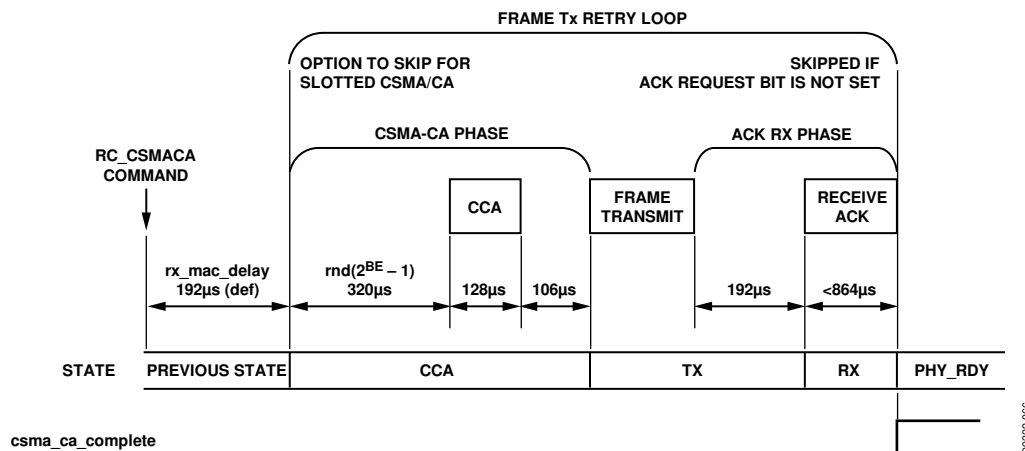 FRAME Tx RETRY LOOP
OPTION TO SKIP FOR
SLOTTED CSMA/CA
SKIPPED IF
ACK REQUEST BIT IS NOT SET
CSMA-CA PHASE
ACK RX PHASE
RC_CSMACA
COMMAND
CCA
FRAME
TRANSMIT
RECEIVE
ACK
rx_mac_delay
192µs (def)
rnd(2^BE – 1)
320µs
128µs
106µs
192µs
<864µs
STATE
PREVIOUS STATE
CCA
TX
RX
PHY_RDY
csma_ca_complete